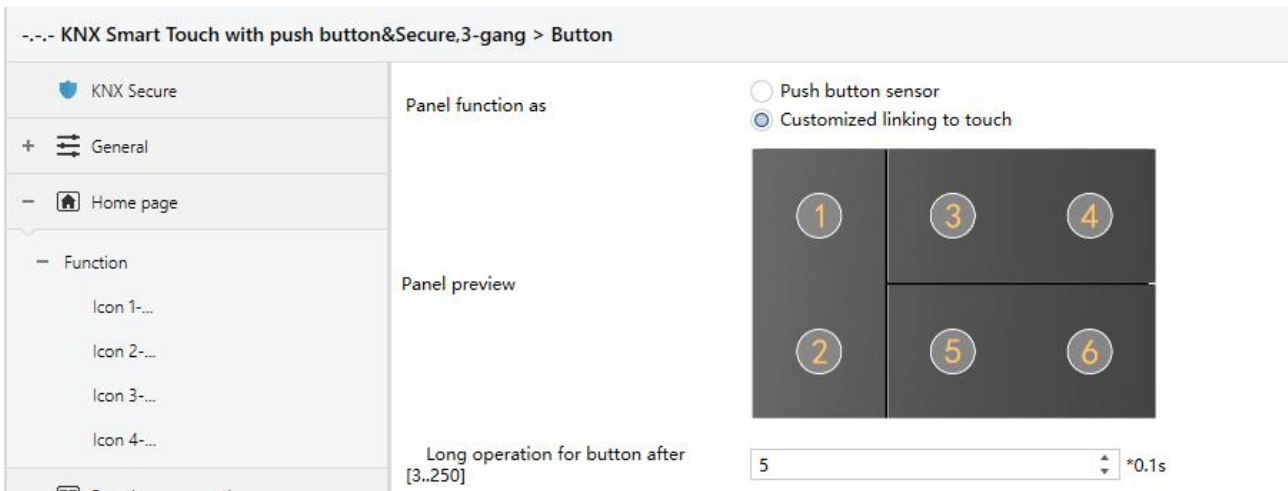 -.-.- KNX Smart Touch with push button&Secure,3-gang > Button
KNX Secure
+ General
- Home page
- Function
Icon 1-...
Icon 2-...
Icon 3-...
Icon 4-...
Panel function as
Push button sensor
Customized linking to touch
Panel preview
1
3
4
2
5
6
Long operation for button after
[3..250]
5
*0.1s